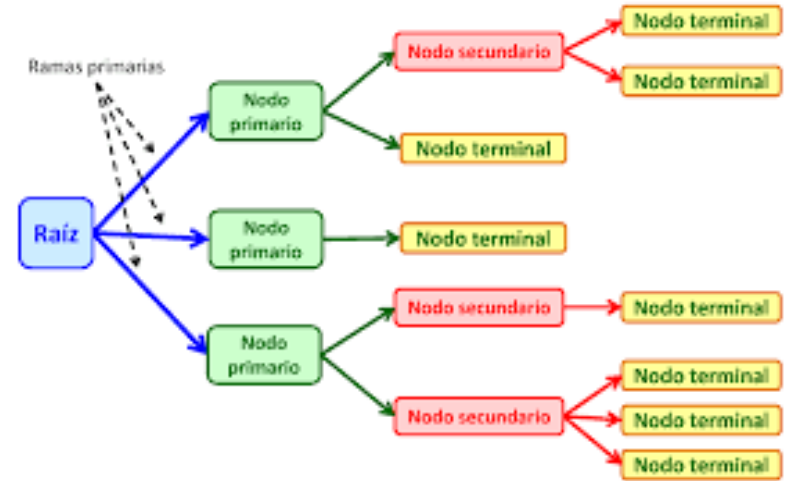 Nodo terminal
Nodo secundario
Ramas primarias
Nodo terminal
Nodo
primario
Nodo terminal
Raíz
Nodo
primario
Nodo terminal
Nodo secundario
Nodo terminal
Nodo
primario
Nodo terminal
Nodo secundario
Nodo terminal
Nodo terminal